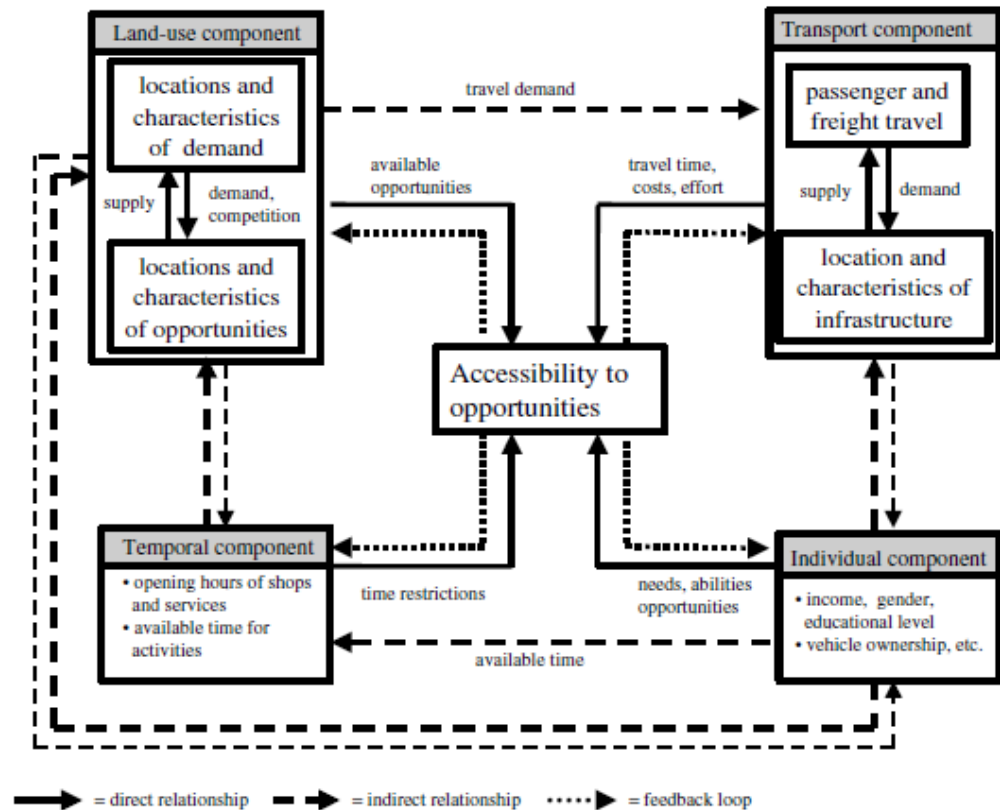 Land-use component
locations and
characteristics
of demand
supply
demand,
competition
locations and
characteristics
of opportunities
travel demand
available
opportunities
travel time,
costs, effort
Transport component
passenger and
freight travel
supply
demand
location and
characteristics of
infrastructure
Accessibility to
opportunities
Temporal component
• opening hours of shops
and services
• available time for
activities
time restrictions
needs, abilities
opportunities
available time
Individual component
• income, gender,
educational level
• vehicle ownership, etc.
= direct relationship
= indirect relationship
= feedback loop